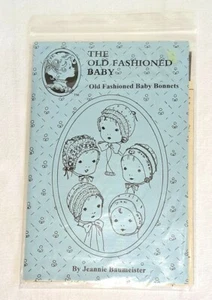 THE
OLD FASHIONED
BABY
Old Fashioned Baby Bonnets
By Jeannie Baumeister